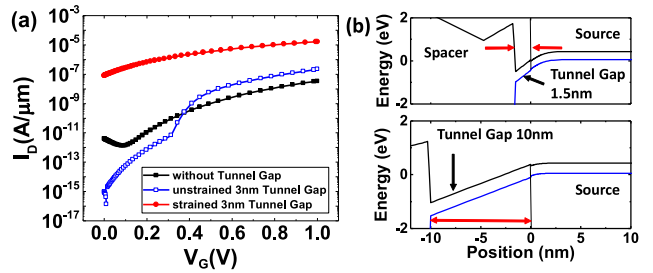 (a)
I_D(A/μm)
10^-3
10^-5
10^-7
10^-9
10^-11
10^-13
10^-15
10^-17
without Tunnel Gap
unstrained 3nm Tunnel Gap
strained 3nm Tunnel Gap
0.0 0.2 0.4 0.6 0.8 1.0
V_G(V)
(b)
Energy (eV)
2
0
-2
Spacer
Source
Tunnel Gap
1.5nm
Energy (eV)
2
0
-2
Tunnel Gap 10nm
Source
-10 -5 0 5 10
Position (nm)